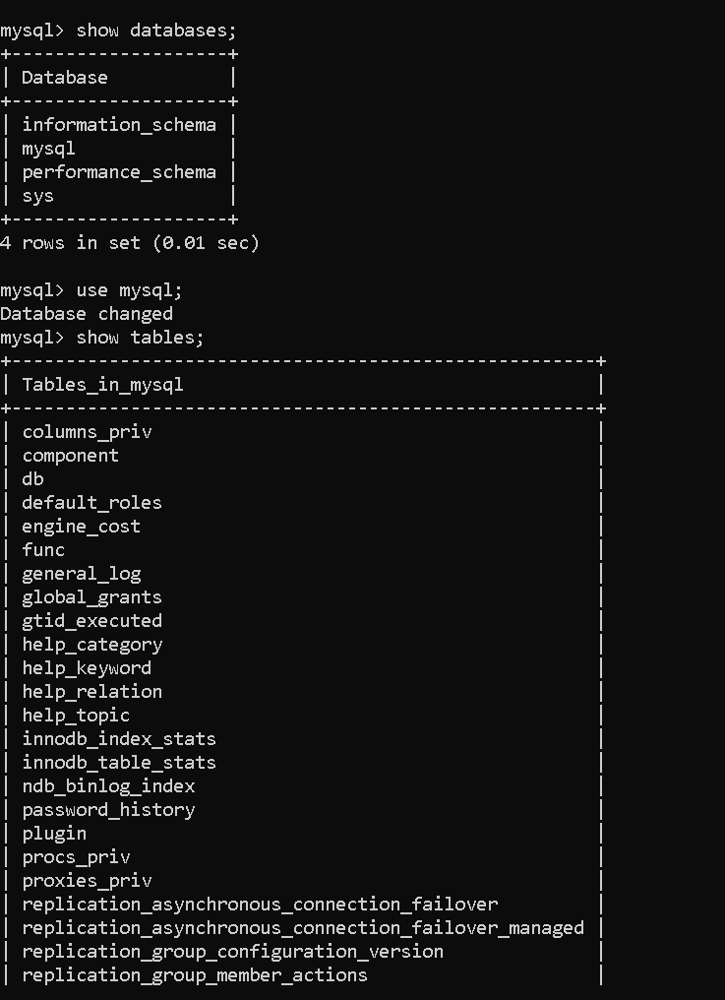 mysql> show databases;
+--------------------+
| Database           |
+--------------------+
| information_schema |
| mysql              |
| performance_schema |
| sys                |
+--------------------+
4 rows in set (0.01 sec)

mysql> use mysql;
Database changed
mysql> show tables;
+------------------------------------------------------+
| Tables_in_mysql                                      |
+------------------------------------------------------+
| columns_priv                                         |
| component                                            |
| db                                                   |
| default_roles                                        |
| engine_cost                                          |
| func                                                 |
| general_log                                          |
| global_grants                                        |
| gtid_executed                                        |
| help_category                                        |
| help_keyword                                         |
| help_relation                                        |
| help_topic                                           |
| innodb_index_stats                                   |
| innodb_table_stats                                   |
| ndb_binlog_index                                     |
| password_history                                     |
| plugin                                               |
| procs_priv                                           |
| proxies_priv                                         |
| replication_asynchronous_connection_failover         |
| replication_asynchronous_connection_failover_managed |
| replication_group_configuration_version              |
| replication_group_member_actions                     |